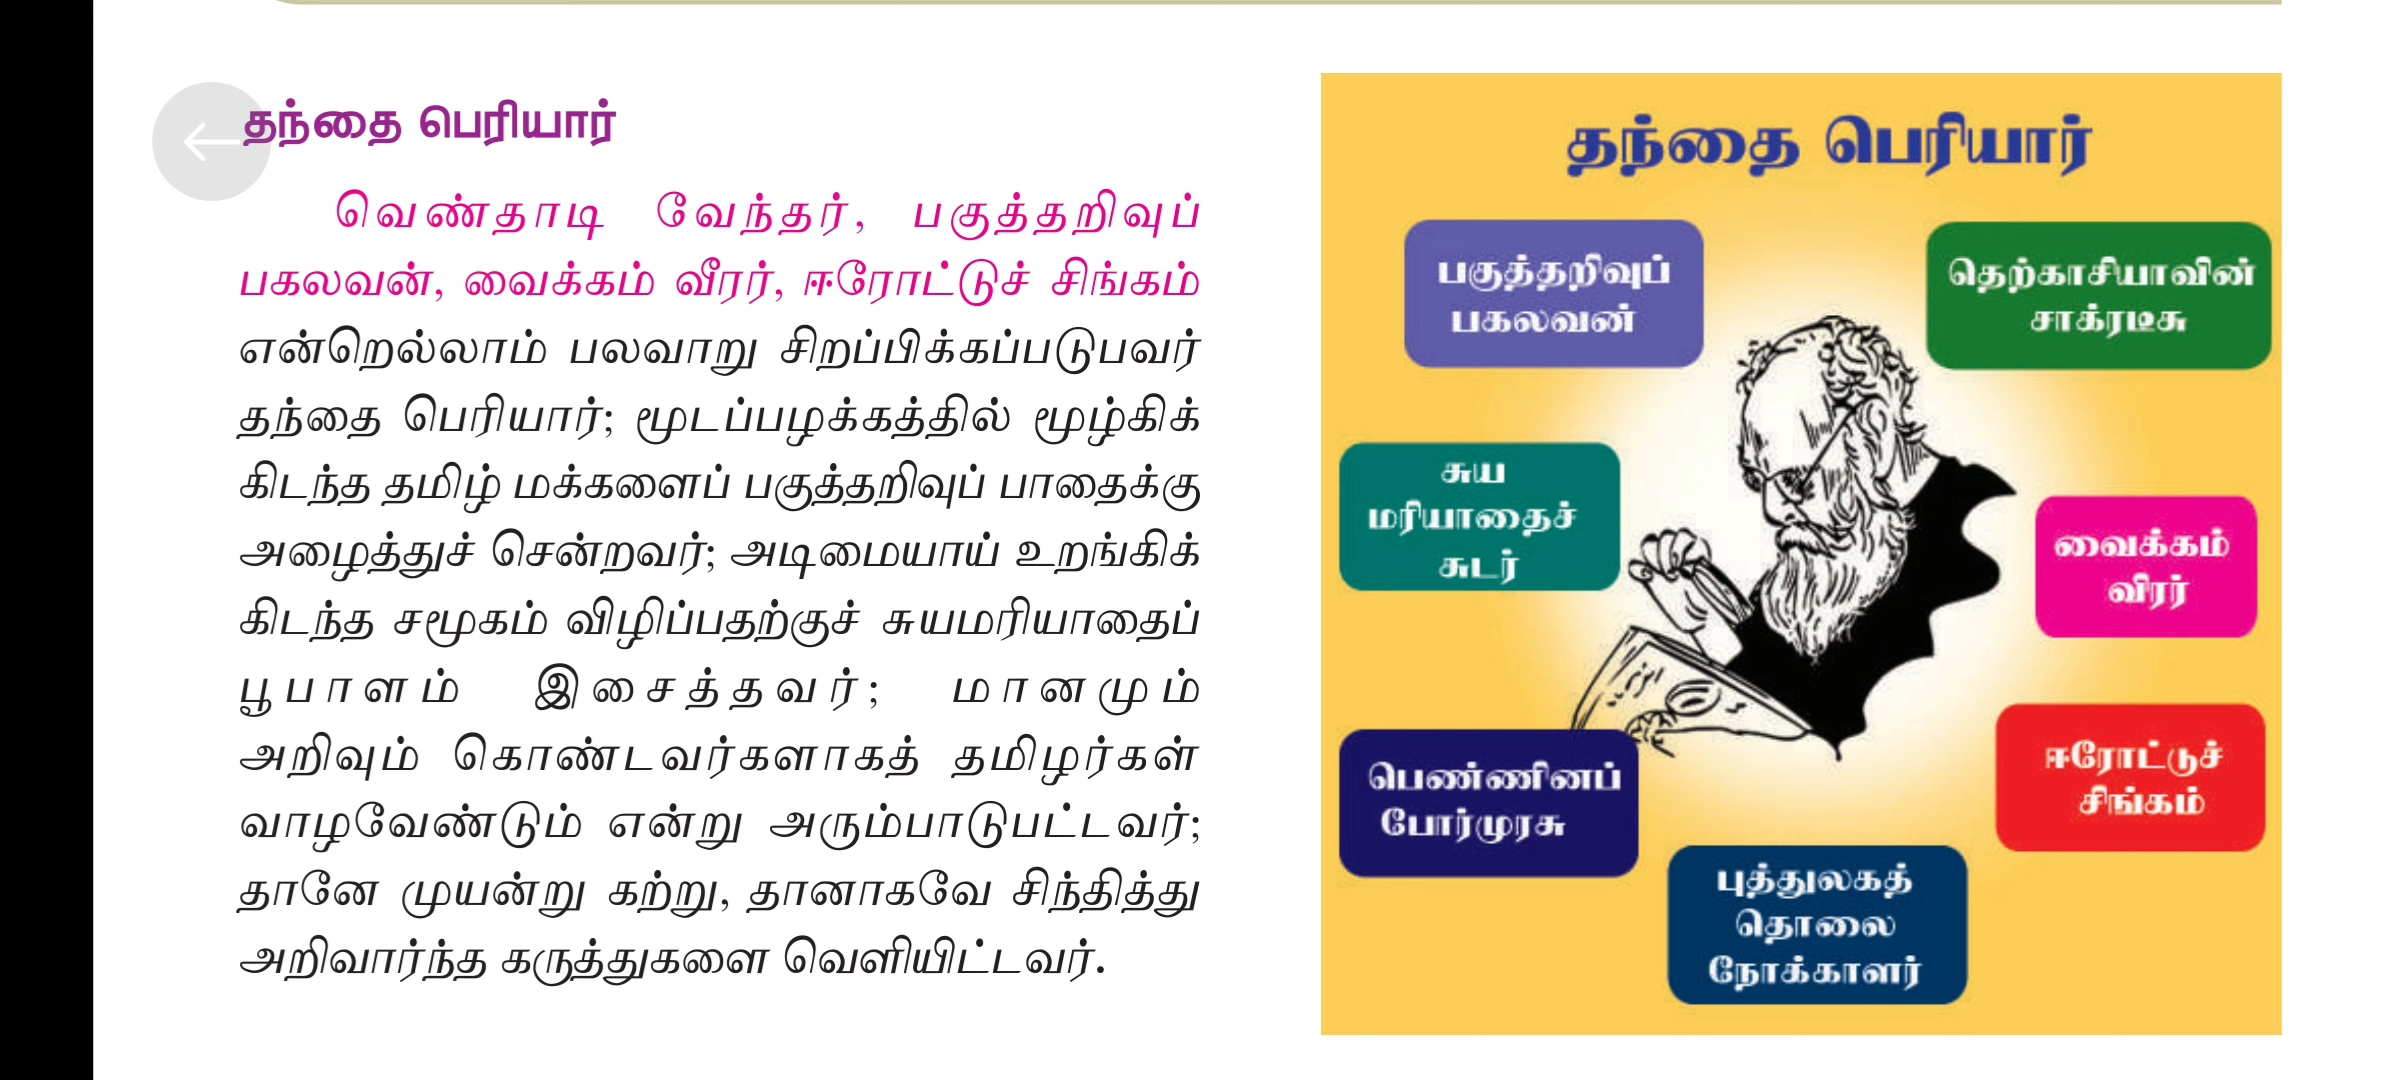 தந்தை பெரியார்
வெண்தாடி வேந்தர், பகுத்தறிவுப்
பகலவன், வைக்கம் வீரர், ஈரோட்டுச் சிங்கம்
என்றெல்லாம் பலவாறு சிறப்பிக்கப்படுபவர்
தந்தை பெரியார்; மூடப்பழக்கத்தில் மூழ்கிக்
கிடந்த தமிழ் மக்களைப் பகுத்தறிவுப் பாதைக்கு
அழைத்துச் சென்றவர்; அடிமையாய் உறங்கிக்
கிடந்த சமூகம் விழிப்பதற்குச் சுயமரியாதைப்
பூபாளம் இசைத்தவர்; மானமும்
அறிவும் கொண்டவர்களாகத் தமிழர்கள்
வாழவேண்டும் என்று அரும்பாடுபட்டவர்;
தானே முயன்று கற்று, தானாகவே சிந்தித்து
அறிவார்ந்த கருத்துகளை வெளியிட்டவர்.
தந்தை பெரியார்
பகுத்தறிவுப்
பகலவன்
தெற்காசியாவின்
சாக்ரடீசு
சுய
மரியாதைச்
சுடர்
வைக்கம்
வீரர்
பெண்ணினப்
போர்முரசு
ஈரோட்டுச்
சிங்கம்
புத்துலகத்
தொலை
நோக்காளர்